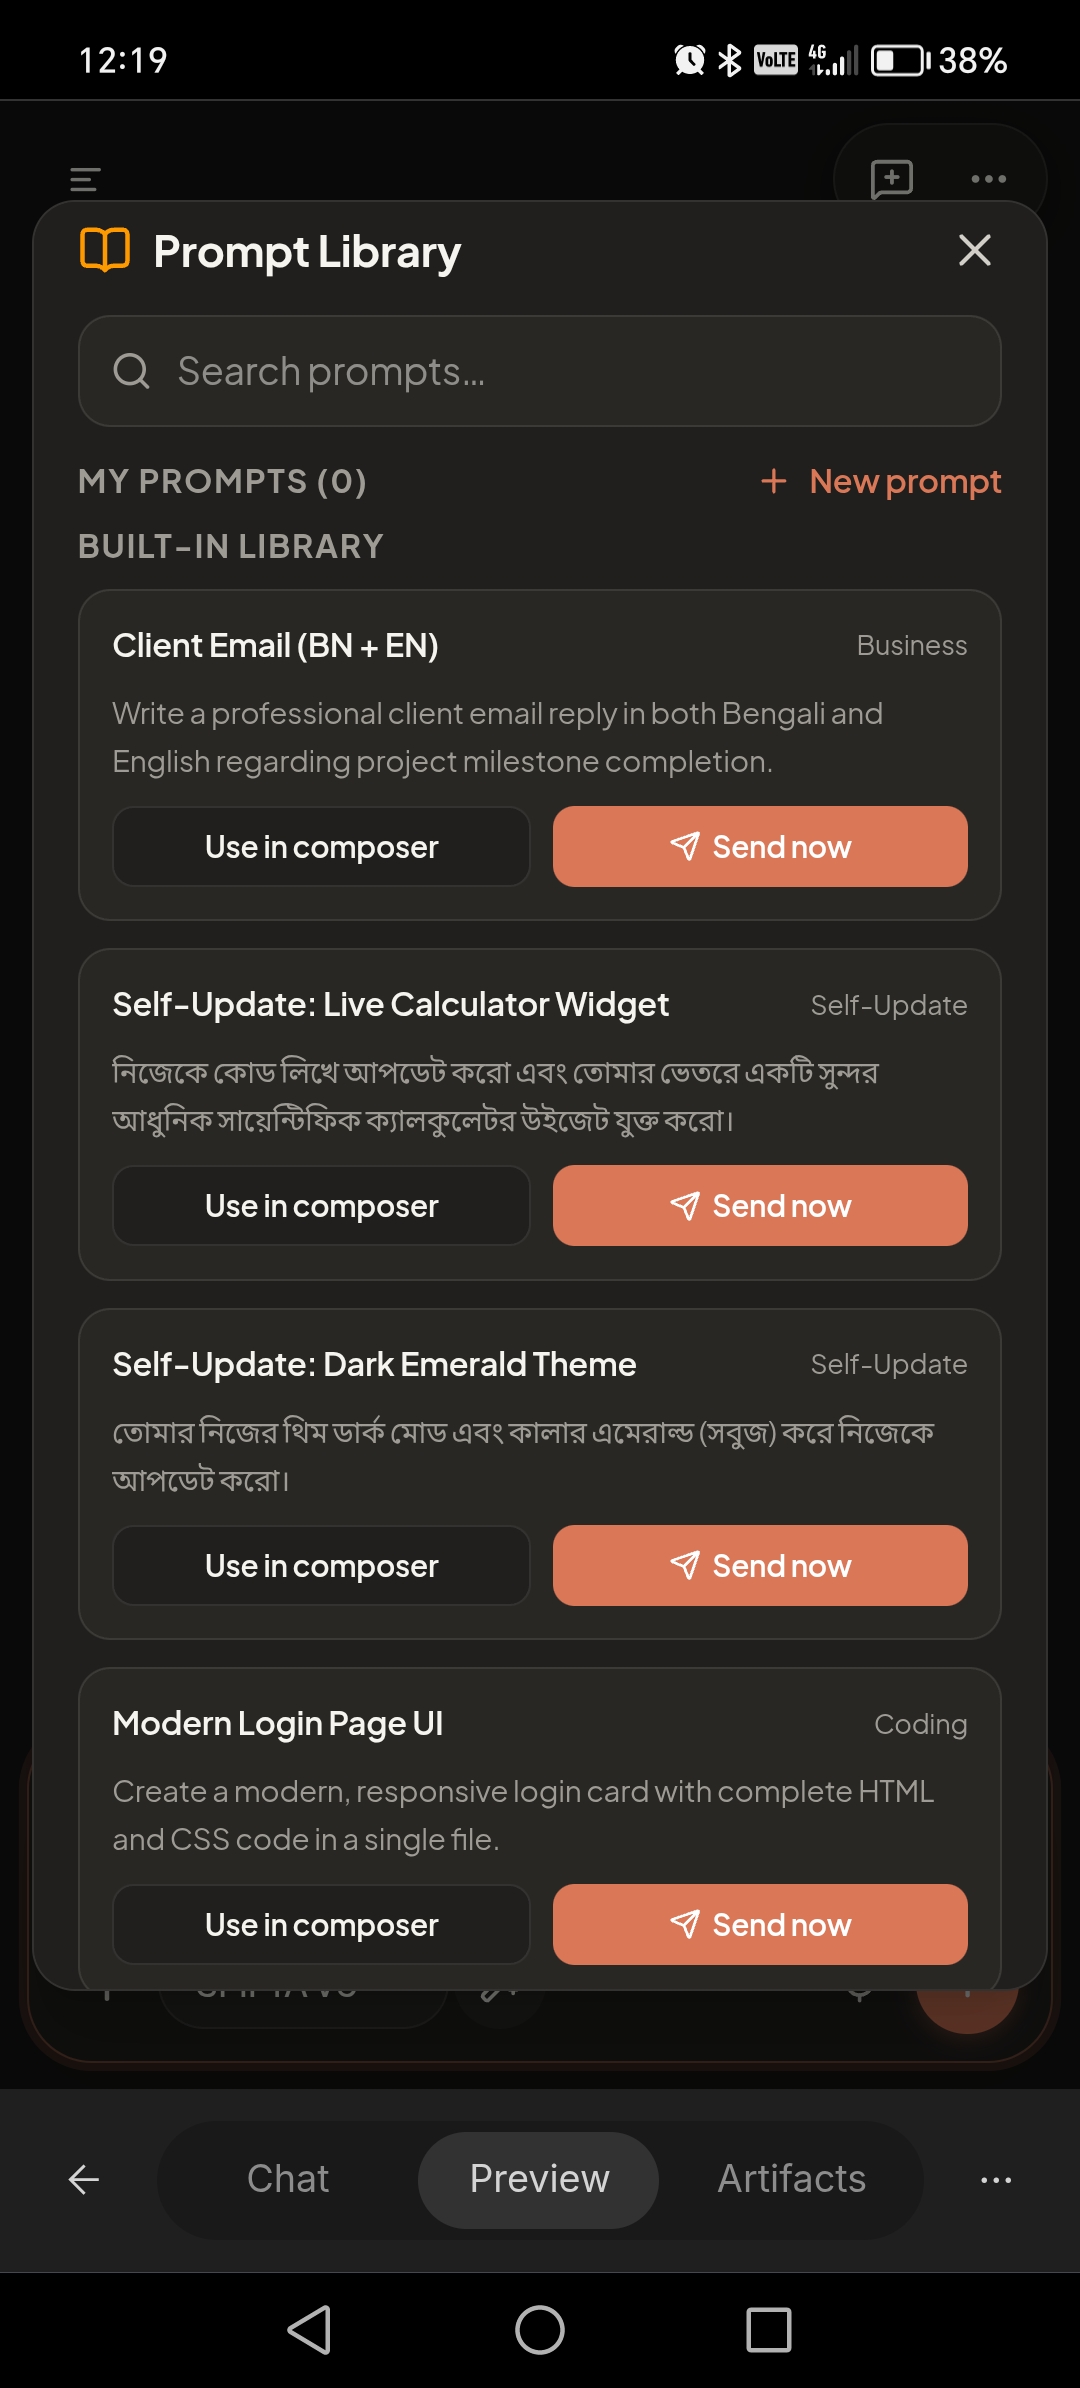 12:19
VoLTE
4G
38%
Prompt Library
Search prompts...
MY PROMPTS (0)
+ New prompt
BUILT-IN LIBRARY
Client Email (BN + EN)
Business
Write a professional client email reply in both Bengali and
English regarding project milestone completion.
Use in composer
Send now
Self-Update: Live Calculator Widget
Self-Update
নিজেকে কোড লিখে আপডেট করো এবং তোমার ভেতরে একটি সুন্দর
আধুনিক সায়েন্টিফিক ক্যালকুলেটর উইজেট যুক্ত করো।
Use in composer
Send now
Self-Update: Dark Emerald Theme
Self-Update
তোমার নিজের থিম ডার্ক মোড এবং কালার এমেরাল্ড (সবুজ) করে নিজেকে
আপডেট করো।
Use in composer
Send now
Modern Login Page UI
Coding
Create a modern, responsive login card with complete HTML
and CSS code in a single file.
Use in composer
Send now
Chat
Preview
Artifacts